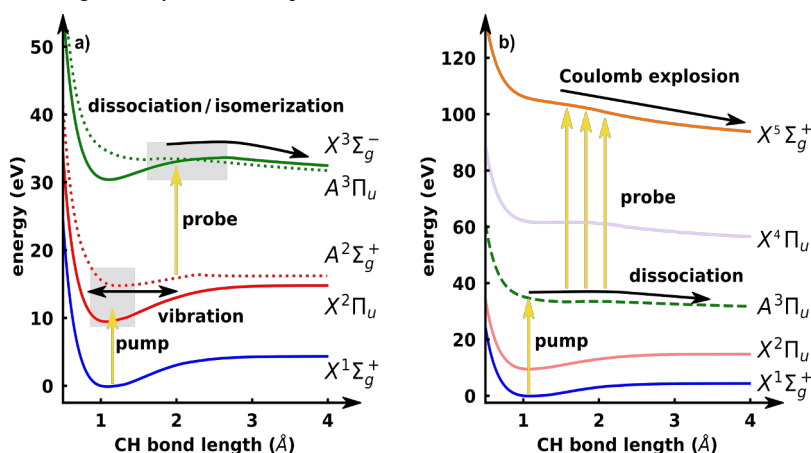 a)
50
40
30
20
10
0
energy (eV)
dissociation/isomerization
X³Σg⁻
A³Πu
probe
A²Σg⁺
X²Πu
vibration
pump
X¹Σg⁺
1 2 3 4
CH bond length (Å)
b)
120
100
80
60
40
20
0
energy (eV)
Coulomb explosion
X⁵Σg⁺
probe
X⁴Πu
dissociation
A³Πu
pump
X²Πu
X¹Σg⁺
1 2 3 4
CH bond length (Å)